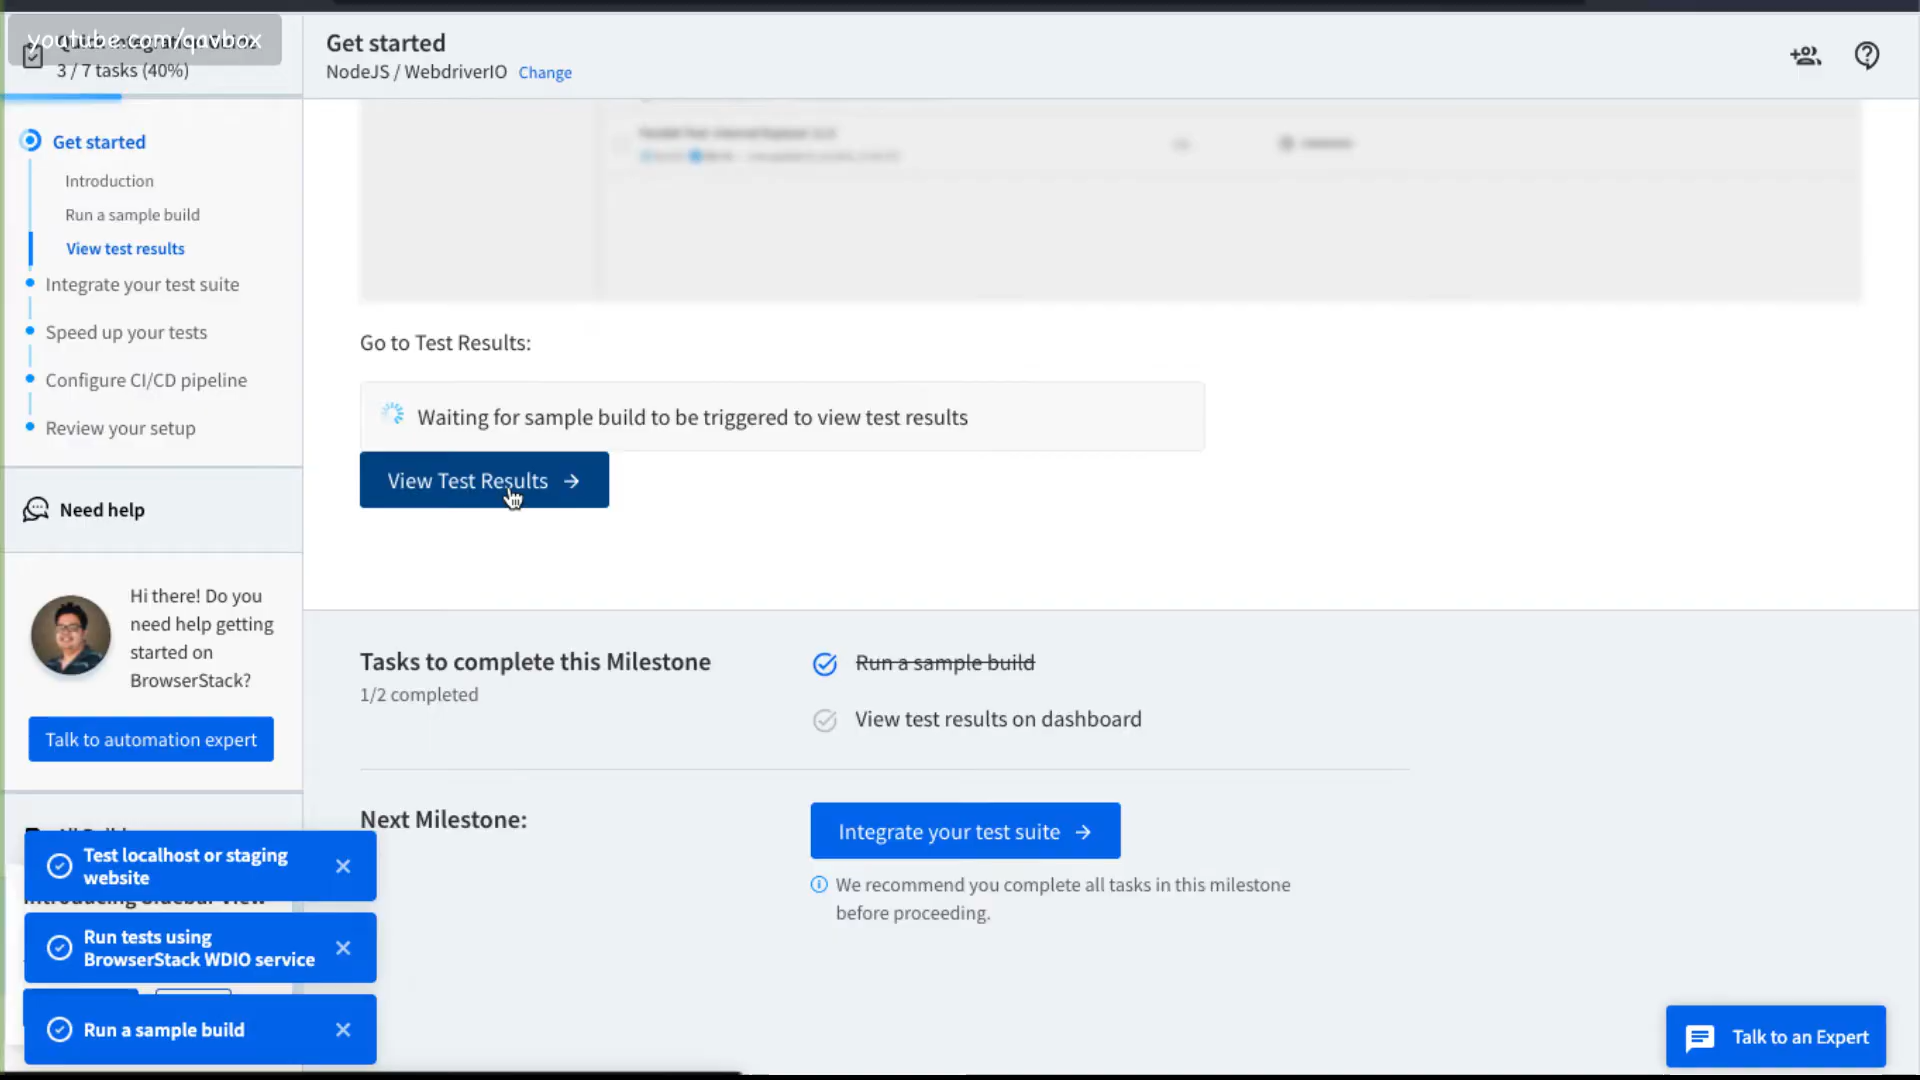 youtube.com/qavbox
3 / 7 tasks (40%)
Get started
NodeJS / WebdriverIO Change
Get started
Introduction
Run a sample build
View test results
Integrate your test suite
Speed up your tests
Configure CI/CD pipeline
Review your setup
Need help
Hi there! Do you
need help getting
started on
BrowserStack?
Talk to automation expert
Test localhost or staging
website
Run tests using
BrowserStack WDIO service
Run a sample build
Go to Test Results:
Waiting for sample build to be triggered to view test results
View Test Results
Tasks to complete this Milestone
1/2 completed
Run a sample build
View test results on dashboard
Next Milestone:
Integrate your test suite
We recommend you complete all tasks in this milestone
before proceeding.
Talk to an Expert